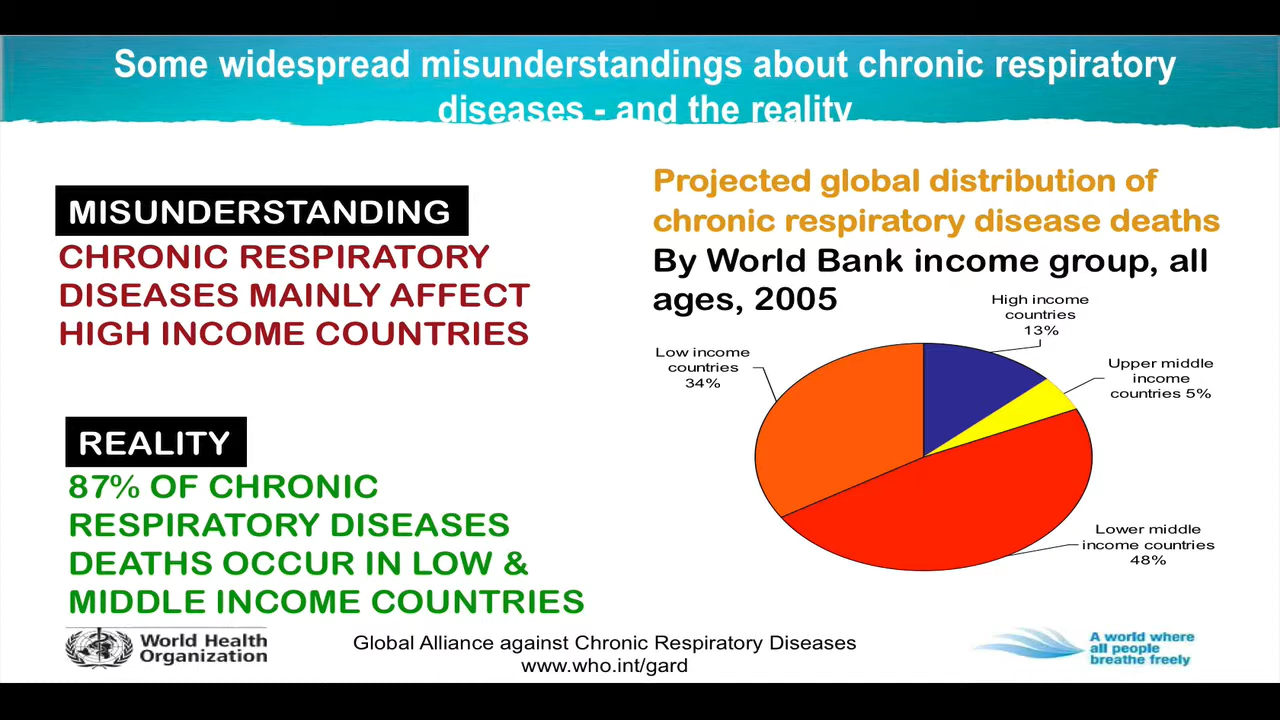 Some widespread misunderstandings about chronic respiratory
diseases - and the reality
MISUNDERSTANDING
CHRONIC RESPIRATORY
DISEASES MAINLY AFFECT
HIGH INCOME COUNTRIES
REALITY
87% OF CHRONIC
RESPIRATORY DISEASES
DEATHS OCCUR IN LOW &
MIDDLE INCOME COUNTRIES
Projected global distribution of
chronic respiratory disease deaths
By World Bank income group, all
ages, 2005
High income
countries
13%
Low income
countries
34%
Upper middle
income
countries 5%
Lower middle
income countries
48%
World Health
Organization
Global Alliance against Chronic Respiratory Diseases
www.who.int/gard
A world where
all people
breathe freely